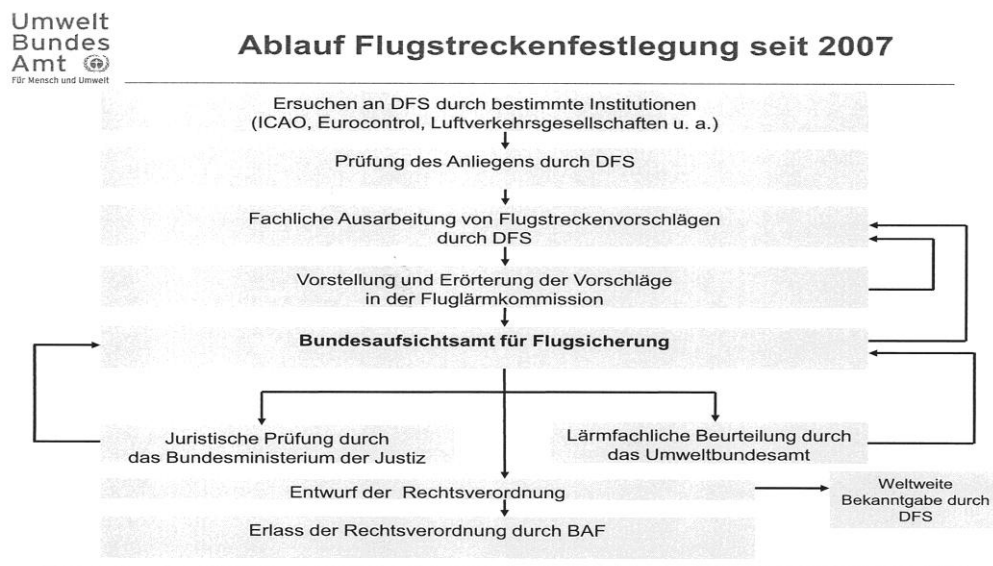 Umwelt
Bundes
Amt
Für Mensch und Umwelt
Ablauf Flugstreckenfestlegung seit 2007
Ersuchen an DFS durch bestimmte Institutionen
(ICAO, Eurocontrol, Luftverkehrsgesellschaften u. a.)
Prüfung des Anliegens durch DFS
Fachliche Ausarbeitung von Flugstreckenvorschlägen
durch DFS
Vorstellung und Erörterung der Vorschläge
in der Fluglärmkommission
Bundesaufsichtsamt für Flugsicherung
Juristische Prüfung durch
das Bundesministerium der Justiz
Lärmfachliche Beurteilung durch
das Umweltbundesamt
Entwurf der Rechtsverordnung
Weltweite
Bekanntgabe durch
DFS
Erlass der Rechtsverordnung durch BAF